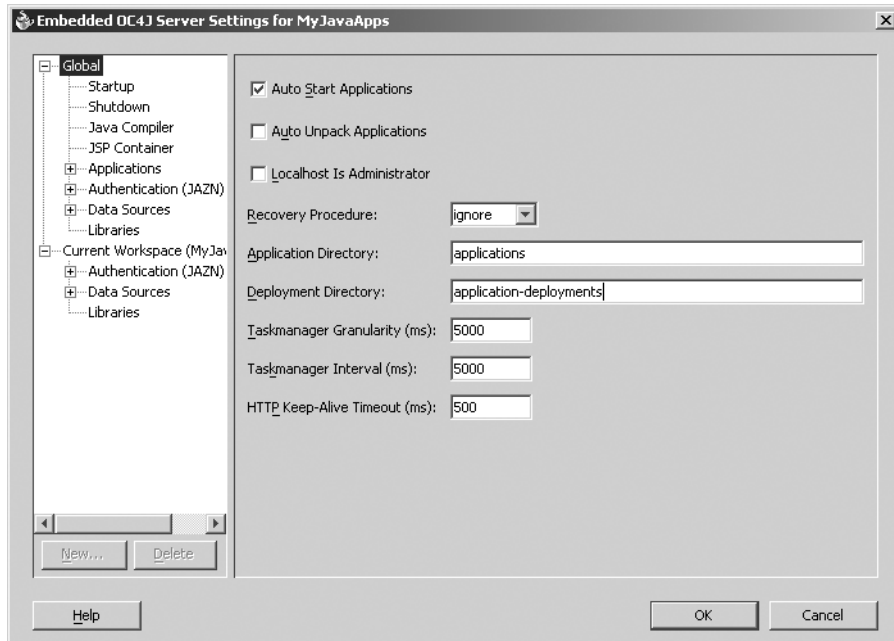 Embedded OC4J Server Settings for MyJavaApps
Global
Startup
Shutdown
Java Compiler
JSP Container
Applications
Authentication (JAZN)
Data Sources
Libraries
Current Workspace (MyJav
Authentication (JAZN)
Data Sources
Libraries
New...
Delete
Auto Start Applications
Auto Unpack Applications
Localhost Is Administrator
Recovery Procedure: ignore
Application Directory: applications
Deployment Directory: application-deployments
Taskmanager Granularity (ms): 5000
Taskmanager Interval (ms): 5000
HTTP Keep-Alive Timeout (ms): 500
Help
OK
Cancel